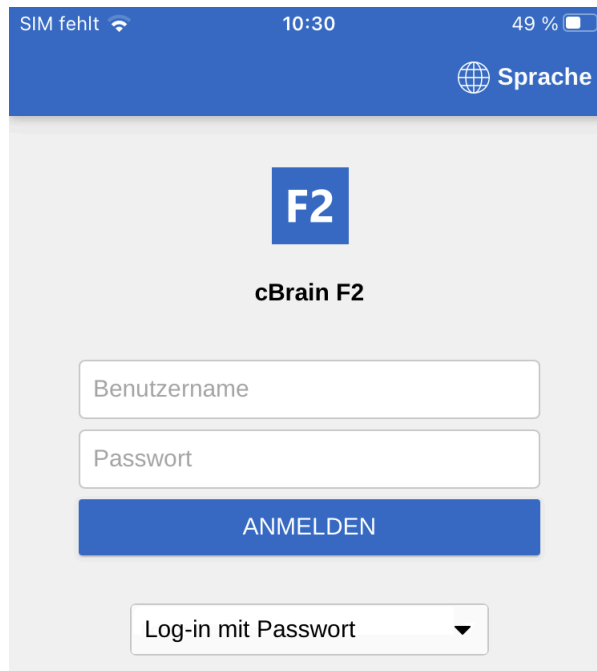 SIM fehlt 10:30 49 %
Sprache
F2
cBrain F2
Benutzername
Passwort
ANMELDEN
Log-in mit Passwort